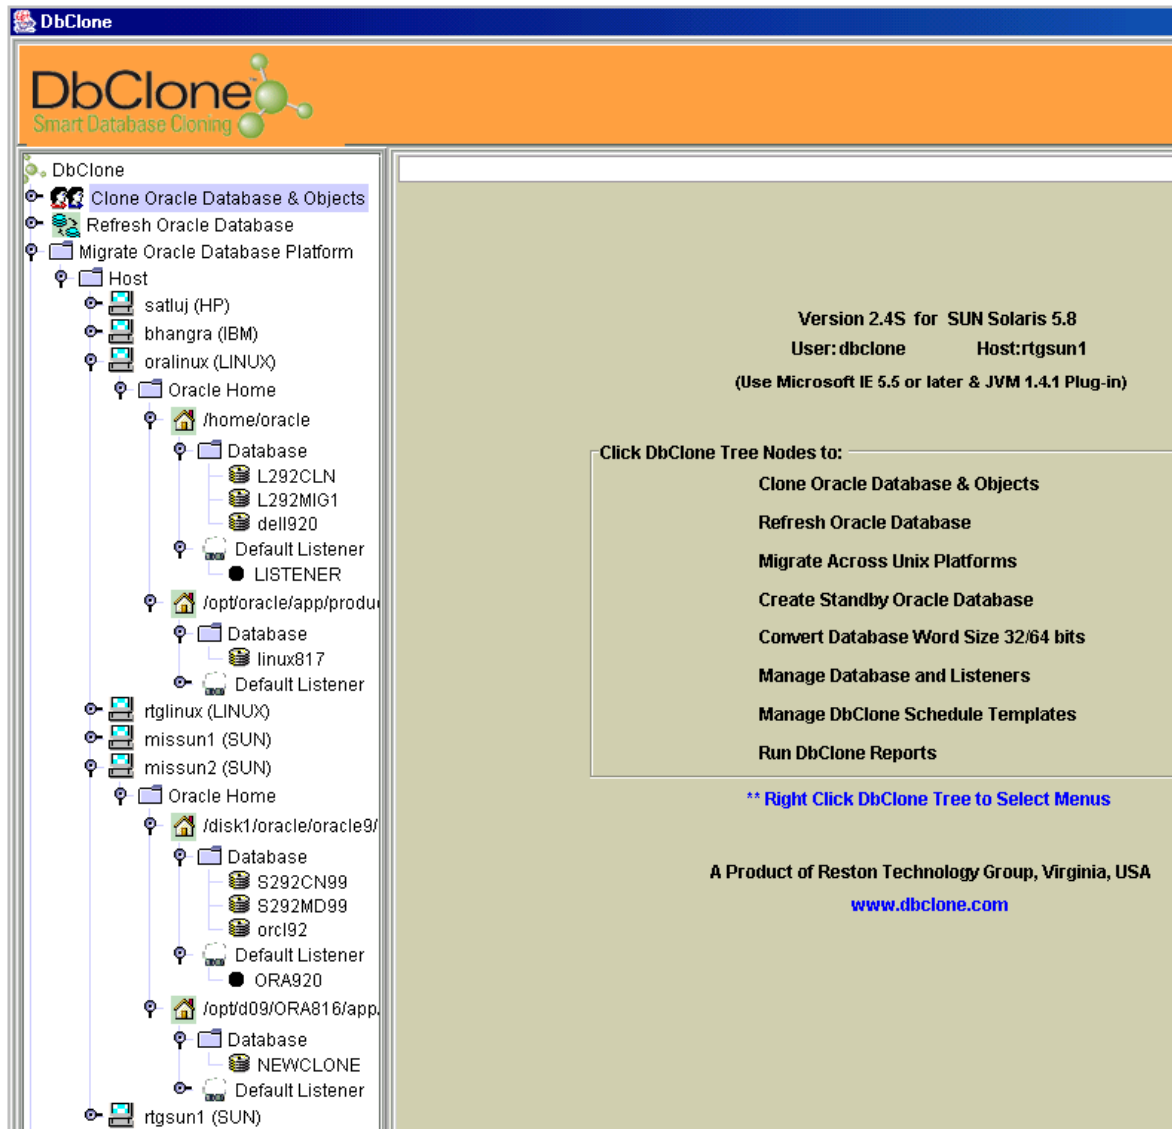 DbClone
DbClone
Smart Database Cloning
DbClone
Clone Oracle Database & Objects
Refresh Oracle Database
Migrate Oracle Database Platform
Host
satluj (HP)
bhangra (IBM)
oralinux (LINUX)
Oracle Home
/home/oracle
Database
L292CLN
L292MIG1
dell920
Default Listener
LISTENER
/opt/oracle/app/produ
Database
linux817
Default Listener
rtglinux (LINUX)
missun1 (SUN)
missun2 (SUN)
Oracle Home
/disk1/oracle/oracle9/
Database
S292CN99
S292MD99
orcl92
Default Listener
ORA920
/opt/d09/ORA816/app.
Database
NEWCLONE
Default Listener
rtgsun1 (SUN)
Version 2.4S for SUN Solaris 5.8
User:dbclone Host:rtgsun1
(Use Microsoft IE 5.5 or later & JVM 1.4.1 Plug-in)
Click DbClone Tree Nodes to:
Clone Oracle Database & Objects
Refresh Oracle Database
Migrate Across Unix Platforms
Create Standby Oracle Database
Convert Database Word Size 32/64 bits
Manage Database and Listeners
Manage DbClone Schedule Templates
Run DbClone Reports
** Right Click DbClone Tree to Select Menus
A Product of Reston Technology Group, Virginia, USA
www.dbclone.com